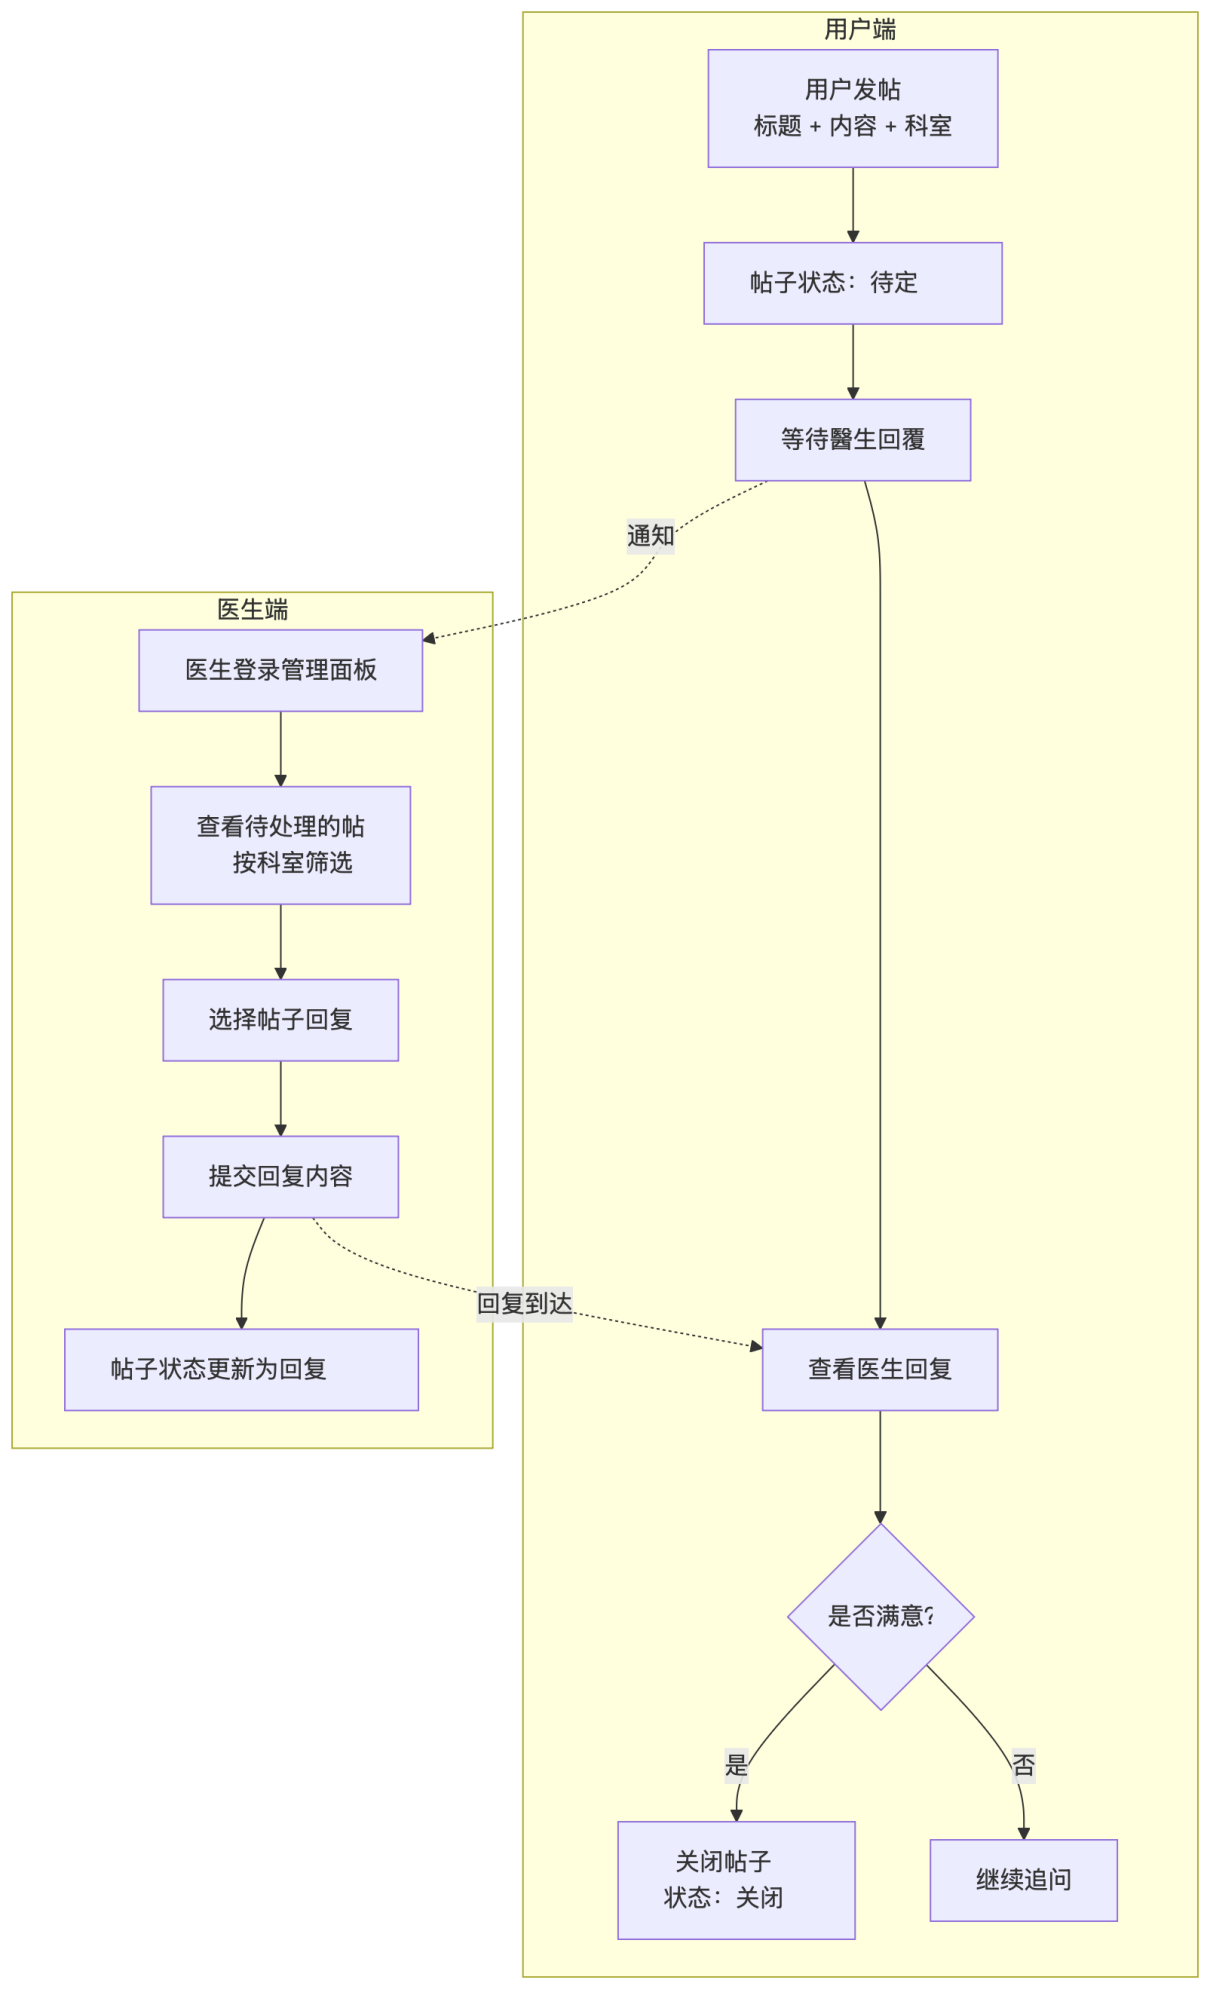 用户端
用户发帖
标题 + 内容 + 科室
帖子状态：待定
等待醫生回覆
通知
医生端
医生登录管理面板
查看待处理的帖
按科室筛选
选择帖子回复
提交回复内容
回复到达
帖子状态更新为回复
查看医生回复
是否满意?
是
否
关闭帖子
状态：关闭
继续追问